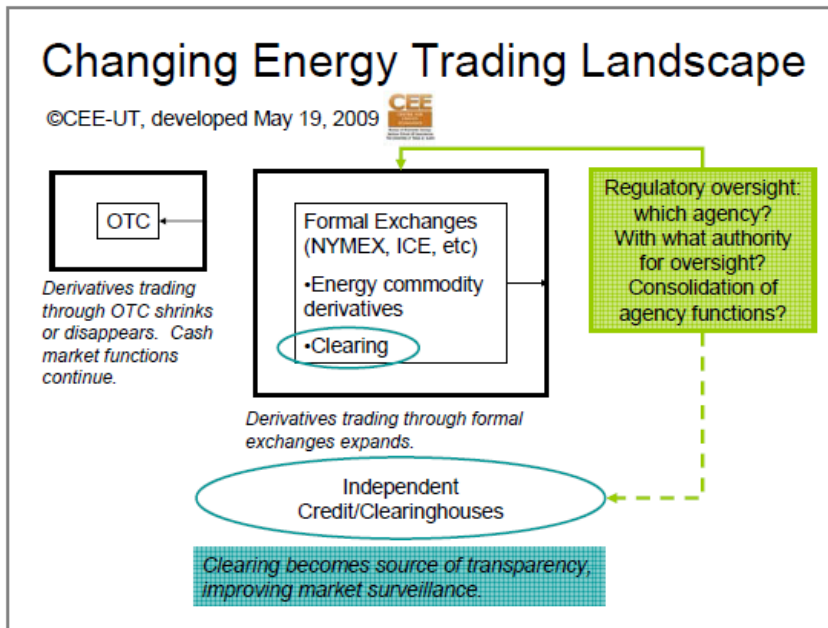 Changing Energy Trading Landscape
©CEE-UT, developed May 19, 2009
CEE
OTC
Derivatives trading
through OTC shrinks
or disappears. Cash
market functions
continue.
Formal Exchanges
(NYMEX, ICE, etc)
•Energy commodity
derivatives
•Clearing
Derivatives trading through formal
exchanges expands.
Regulatory oversight:
which agency?
With what authority
for oversight?
Consolidation of
agency functions?
Independent
Credit/Clearinghouses
Clearing becomes source of transparency,
improving market surveillance.